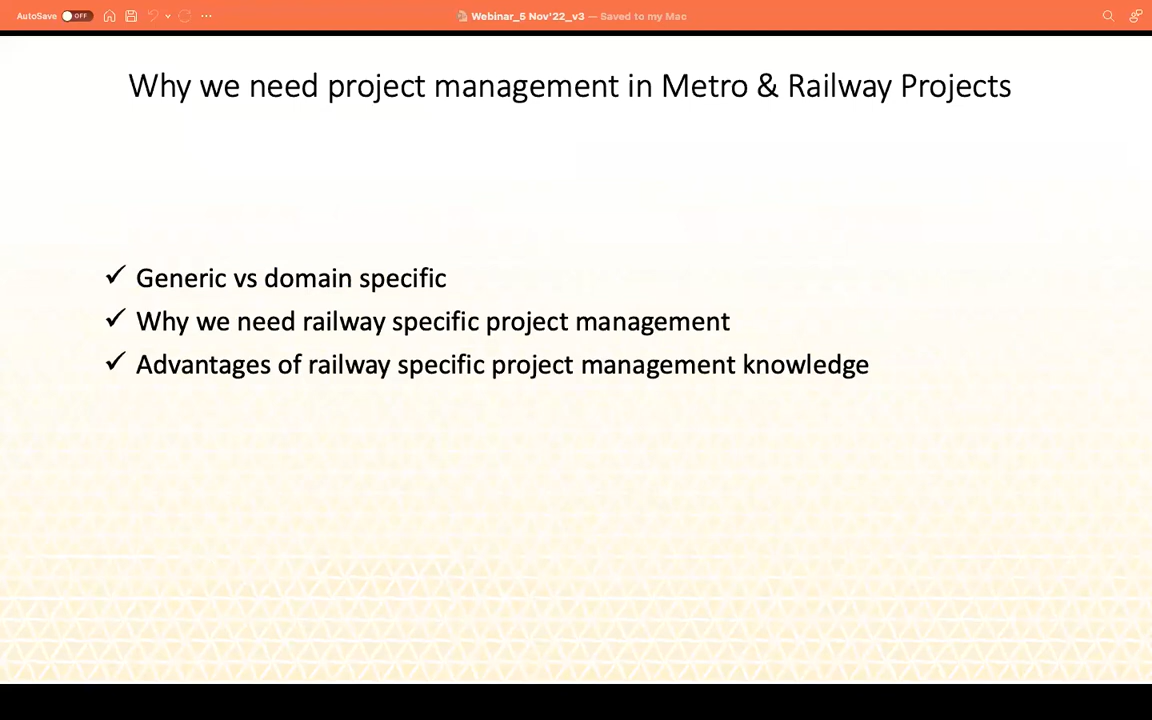 AutoSave OFF ... Webinar_5 Nov'22_v3 — Saved to my Mac
Why we need project management in Metro & Railway Projects
✓ Generic vs domain specific
✓ Why we need railway specific project management
✓ Advantages of railway specific project management knowledge